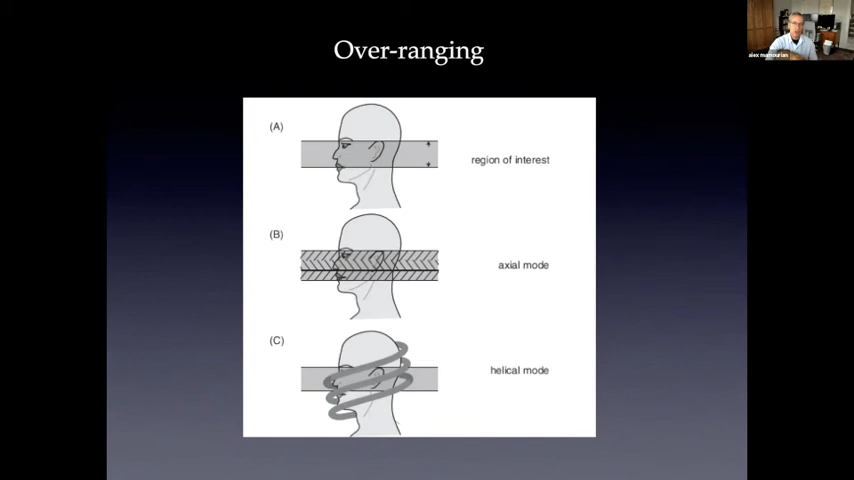 Over-ranging
(A)
region of interest
(B)
axial mode
(C)
helical mode